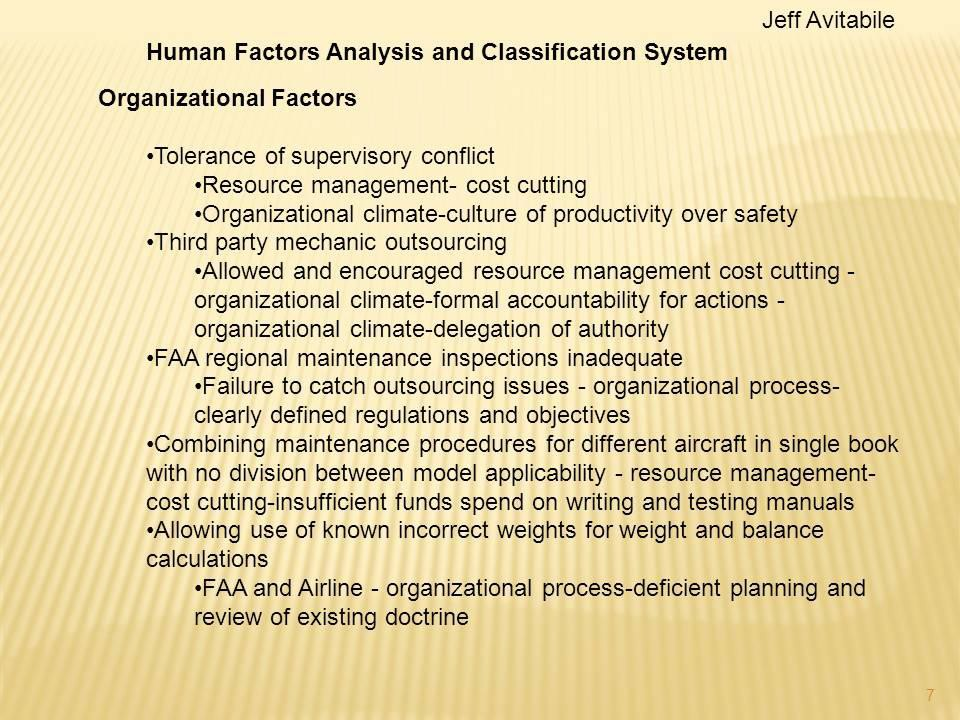 Jeff Avitabile
Human Factors Analysis and Classification System
Organizational Factors
•Tolerance of supervisory conflict
•Resource management- cost cutting
•Organizational climate-culture of productivity over safety
•Third party mechanic outsourcing
•Allowed and encouraged resource management cost cutting -
organizational climate-formal accountability for actions -
organizational climate-delegation of authority
•FAA regional maintenance inspections inadequate
•Failure to catch outsourcing issues - organizational process-
clearly defined regulations and objectives
•Combining maintenance procedures for different aircraft in single book
with no division between model applicability - resource management-
cost cutting-insufficient funds spend on writing and testing manuals
•Allowing use of known incorrect weights for weight and balance
calculations
•FAA and Airline - organizational process-deficient planning and
review of existing doctrine
7